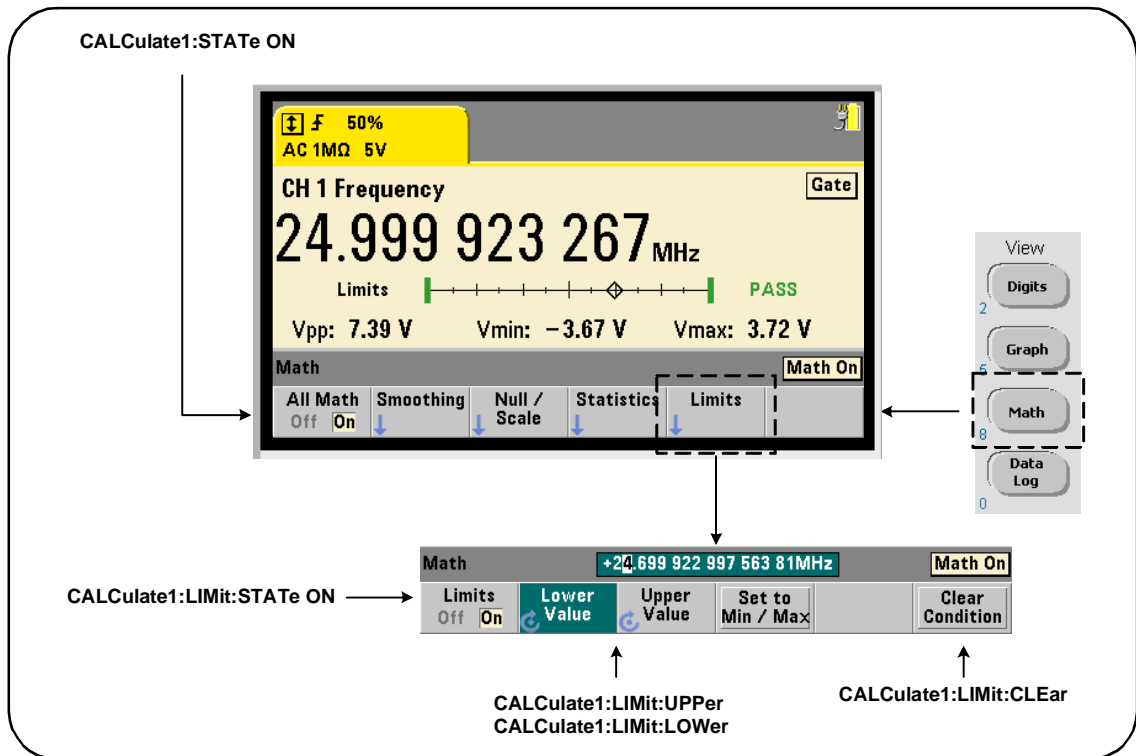 CALCulate1:STATe ON
50%
AC 1MΩ 5V
CH 1 Frequency
Gate
24.999 923 267 MHz
Limits
PASS
Vpp: 7.39 V Vmin: −3.67 V Vmax: 3.72 V
Math
Math On
All Math
Off On
Smoothing
Null /
Scale
Statistics
Limits
View
Digits
2
Graph
5
Math
8
Data
Log
0
Math
+24.699 922 997 563 81MHz
Math On
CALCulate1:LIMit:STATe ON
Limits
Off On
Lower
Value
Upper
Value
Set to
Min / Max
Clear
Condition
CALCulate1:LIMit:UPPer
CALCulate1:LIMit:LOWer
CALCulate1:LIMit:CLEar